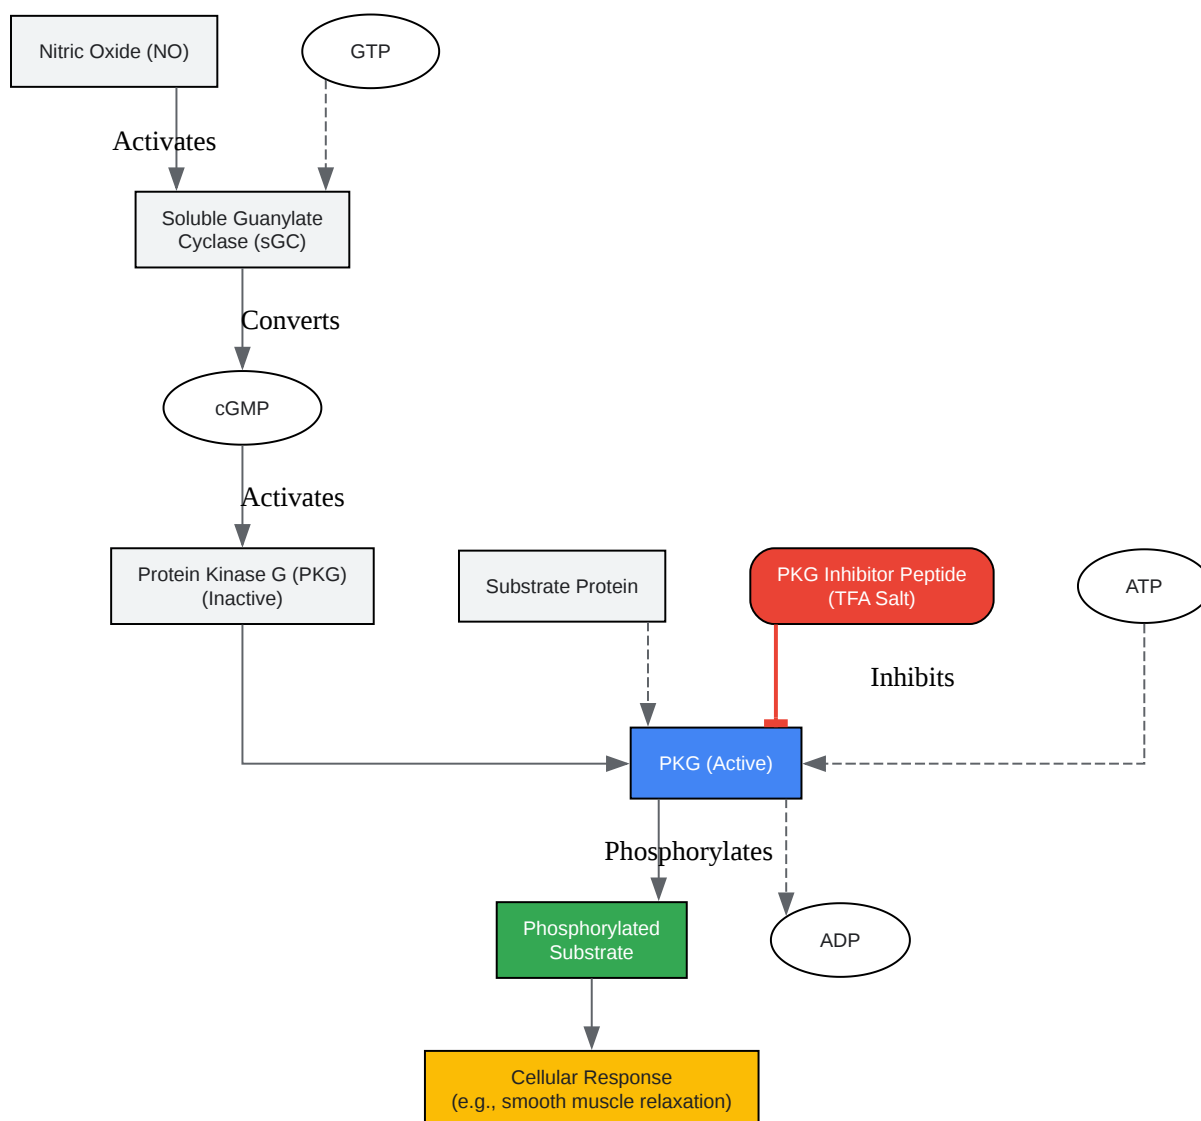 Nitric Oxide (NO)
GTP
Activates
Soluble Guanylate
Cyclase (sGC)
Converts
cGMP
Activates
Protein Kinase G (PKG)
(Inactive)
Substrate Protein
PKG Inhibitor Peptide
(TFA Salt)
ATP
Inhibits
PKG (Active)
Phosphorylates
Phosphorylated
Substrate
ADP
Cellular Response
(e.g., smooth muscle relaxation)